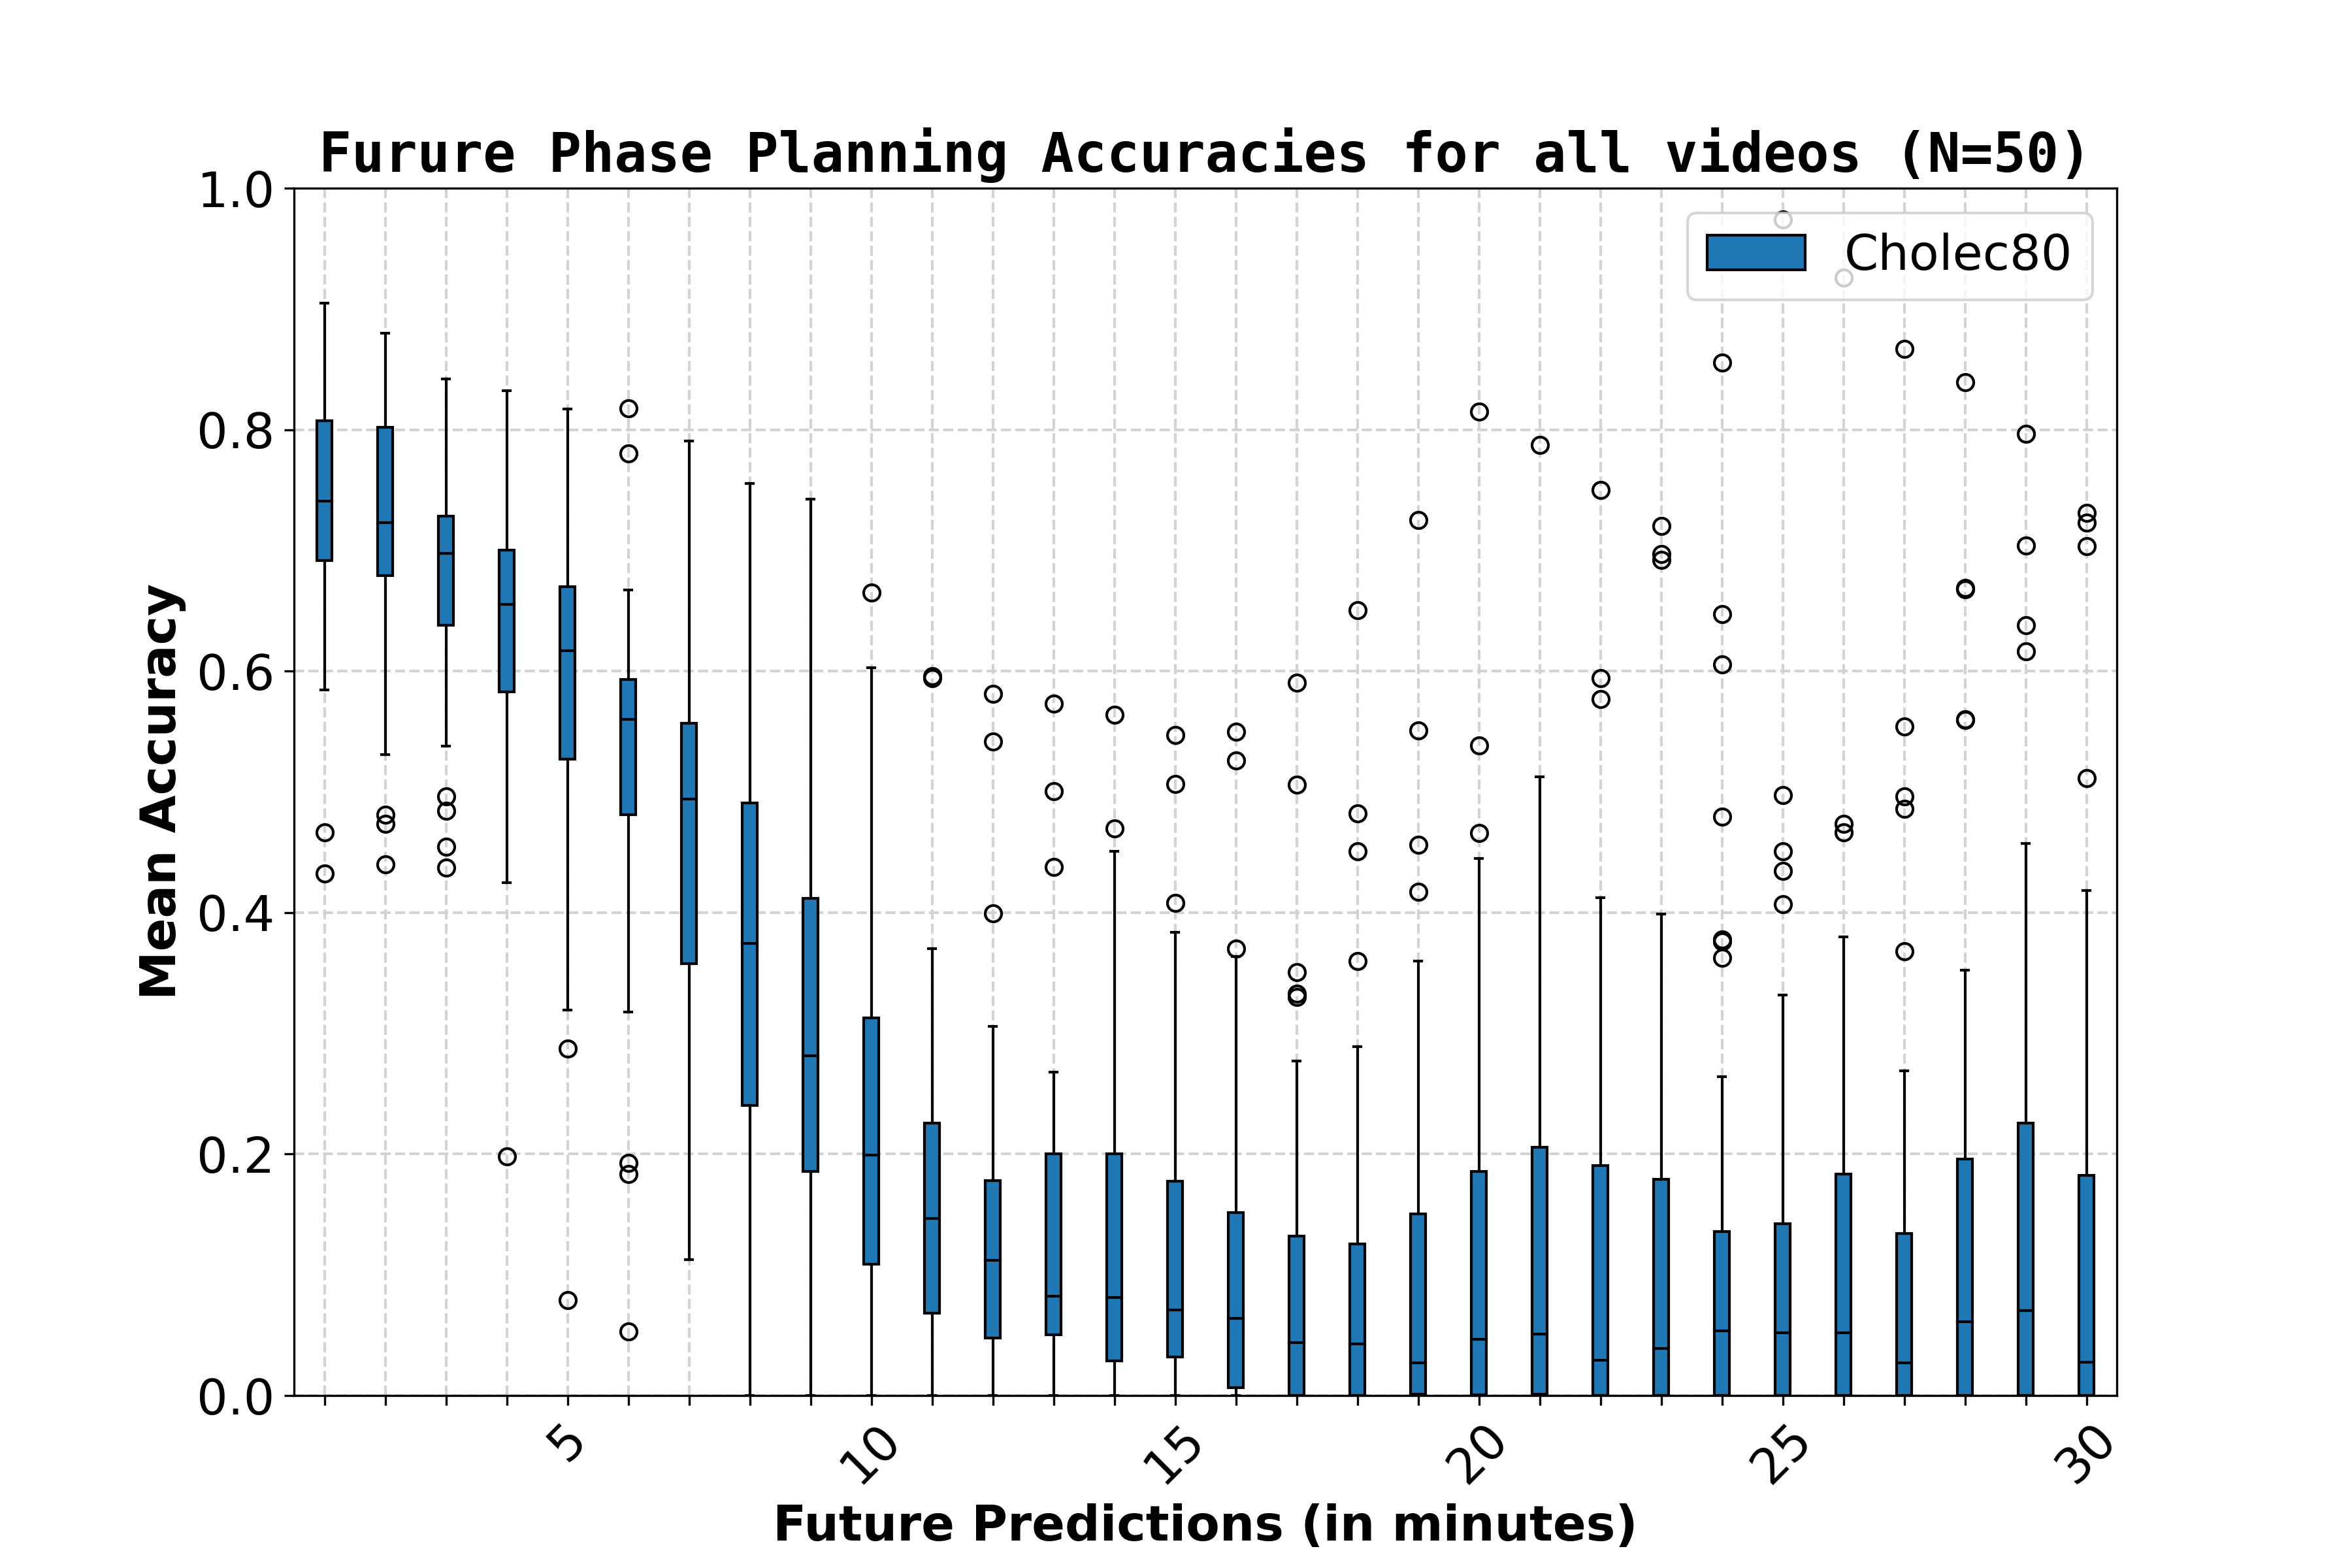 Furure Phase Planning Accuracies for all videos (N=50)
1.0
Cholec80
0.8
0.6
Mean Accuracy
0.4
0.2
0.0
5 10 15 20 25 30
Future Predictions (in minutes)